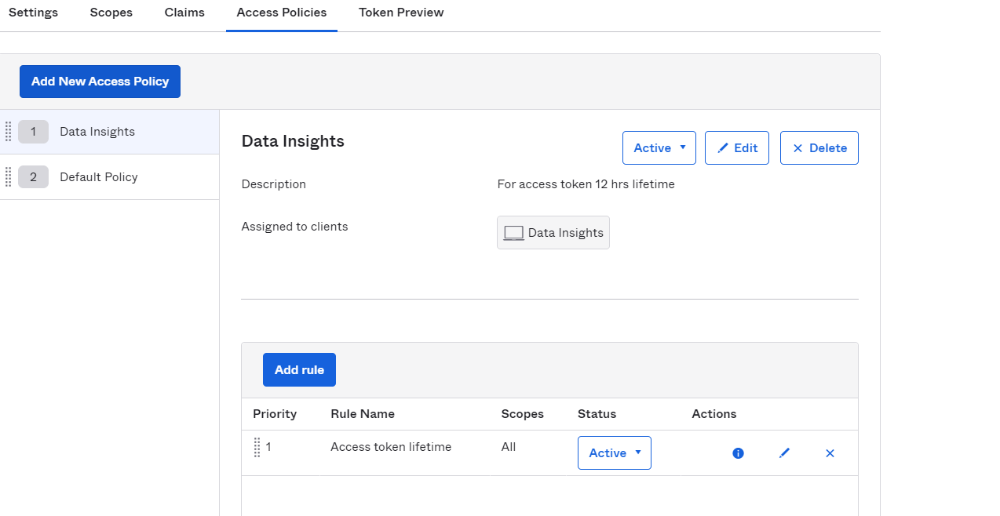 Settings Scopes Claims Access Policies Token Preview
Add New Access Policy
1 Data Insights
2 Default Policy
Data Insights
Active Edit Delete
Description For access token 12 hrs lifetime
Assigned to clients Data Insights
Add rule
Priority Rule Name Scopes Status Actions
1 Access token lifetime All Active